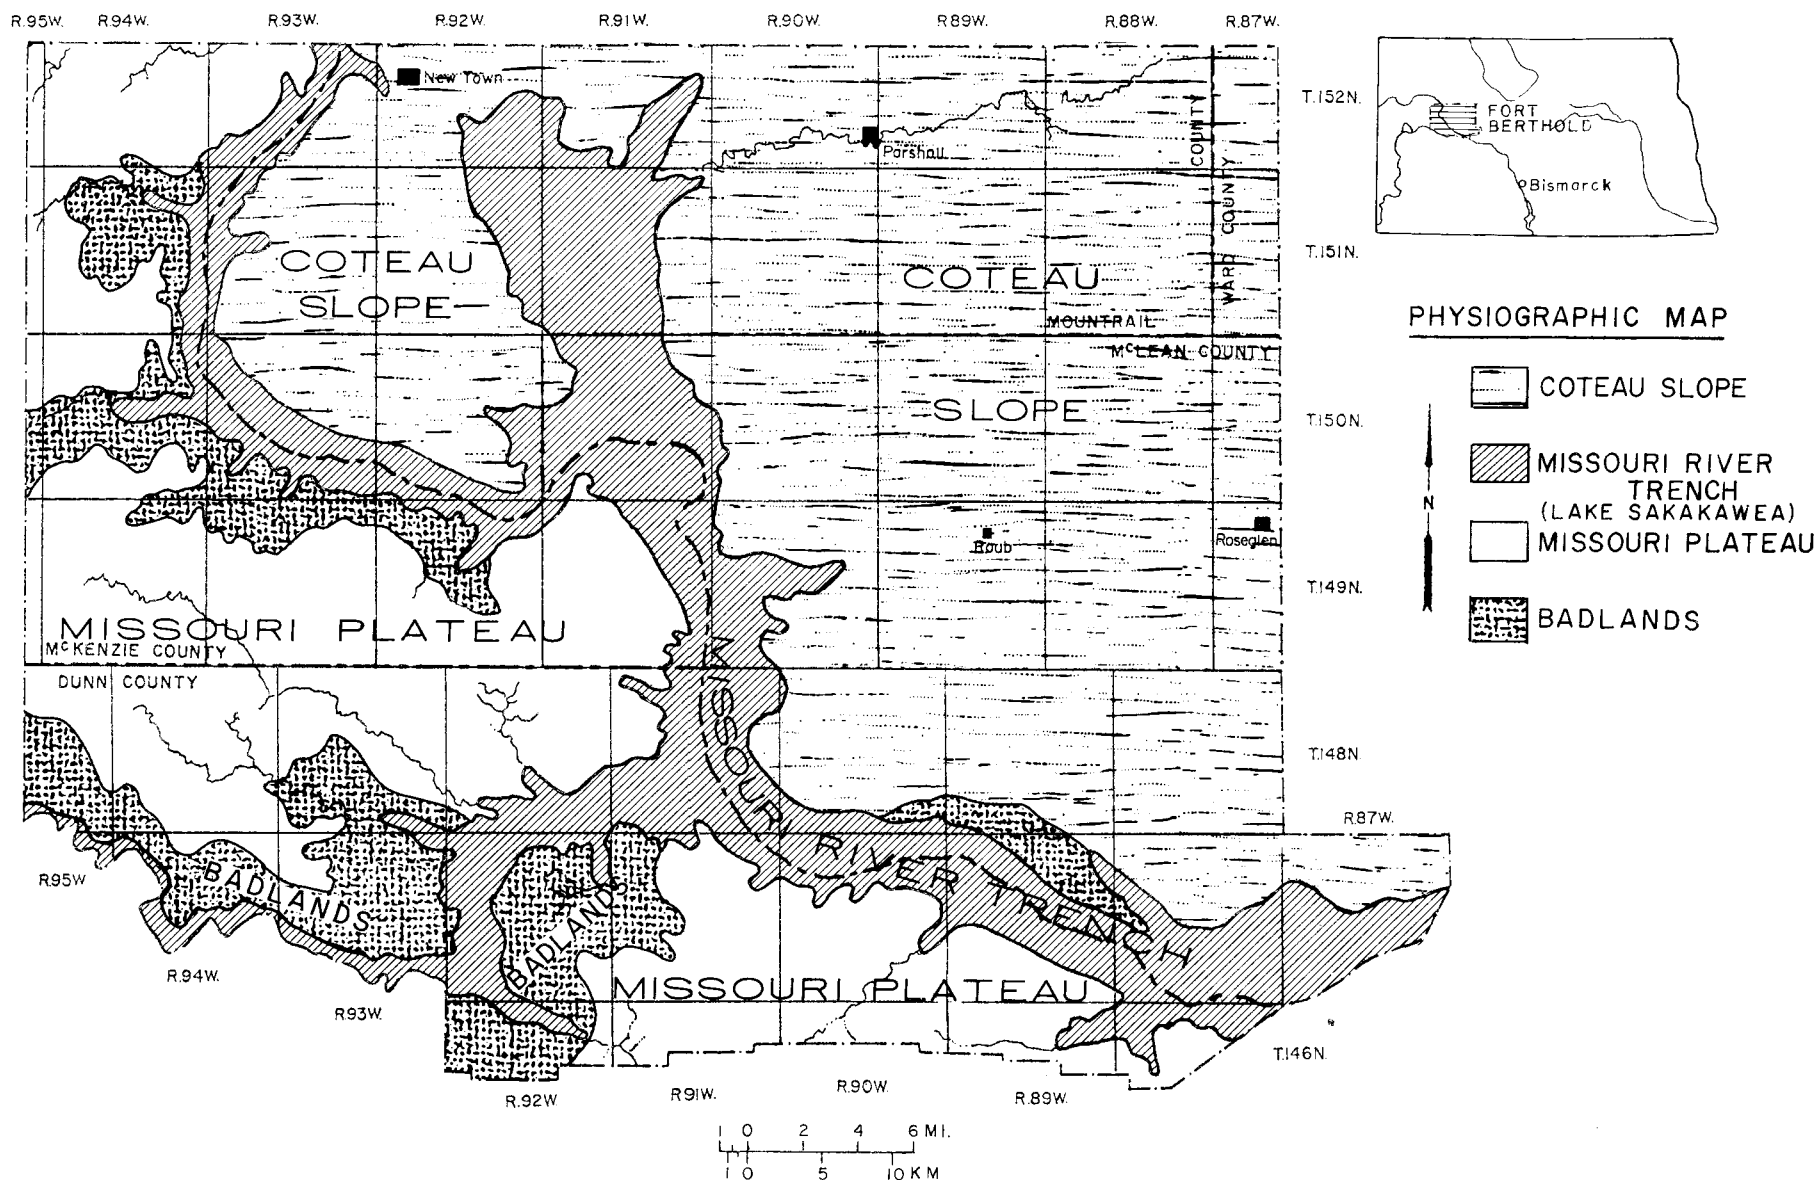 R.95W. R.94W. R.93W. R.92W. R.91W. R.90W. R.89W. R.88W. R.87W.
New Town
Parshall
COUNTY
WARD COUNTY
T.152N.
FORT
BERTHOLD
Bismarck
COTEAU
SLOPE
COTEAU
SLOPE
T.151N.
MOUNTRAIL
McLEAN COUNTY
PHYSIOGRAPHIC MAP
COTEAU SLOPE
MISSOURI RIVER
TRENCH
(LAKE SAKAKAWEA)
MISSOURI PLATEAU
BADLANDS
N
T.150N.
Raub
Roseglen
T.149N.
MISSOURI PLATEAU
McKENZIE COUNTY
DUNN COUNTY
T.148N.
MISSOURI RIVER TRENCH
R.87W.
R.95W
BADLANDS
BADLANDS
MISSOURI PLATEAU
R.94W.
R.93W.
T.146N.
R.92W.
R.91W.
R.90W.
R.89W.
1 0 2 4 6 MI.
1 0 5 10 KM